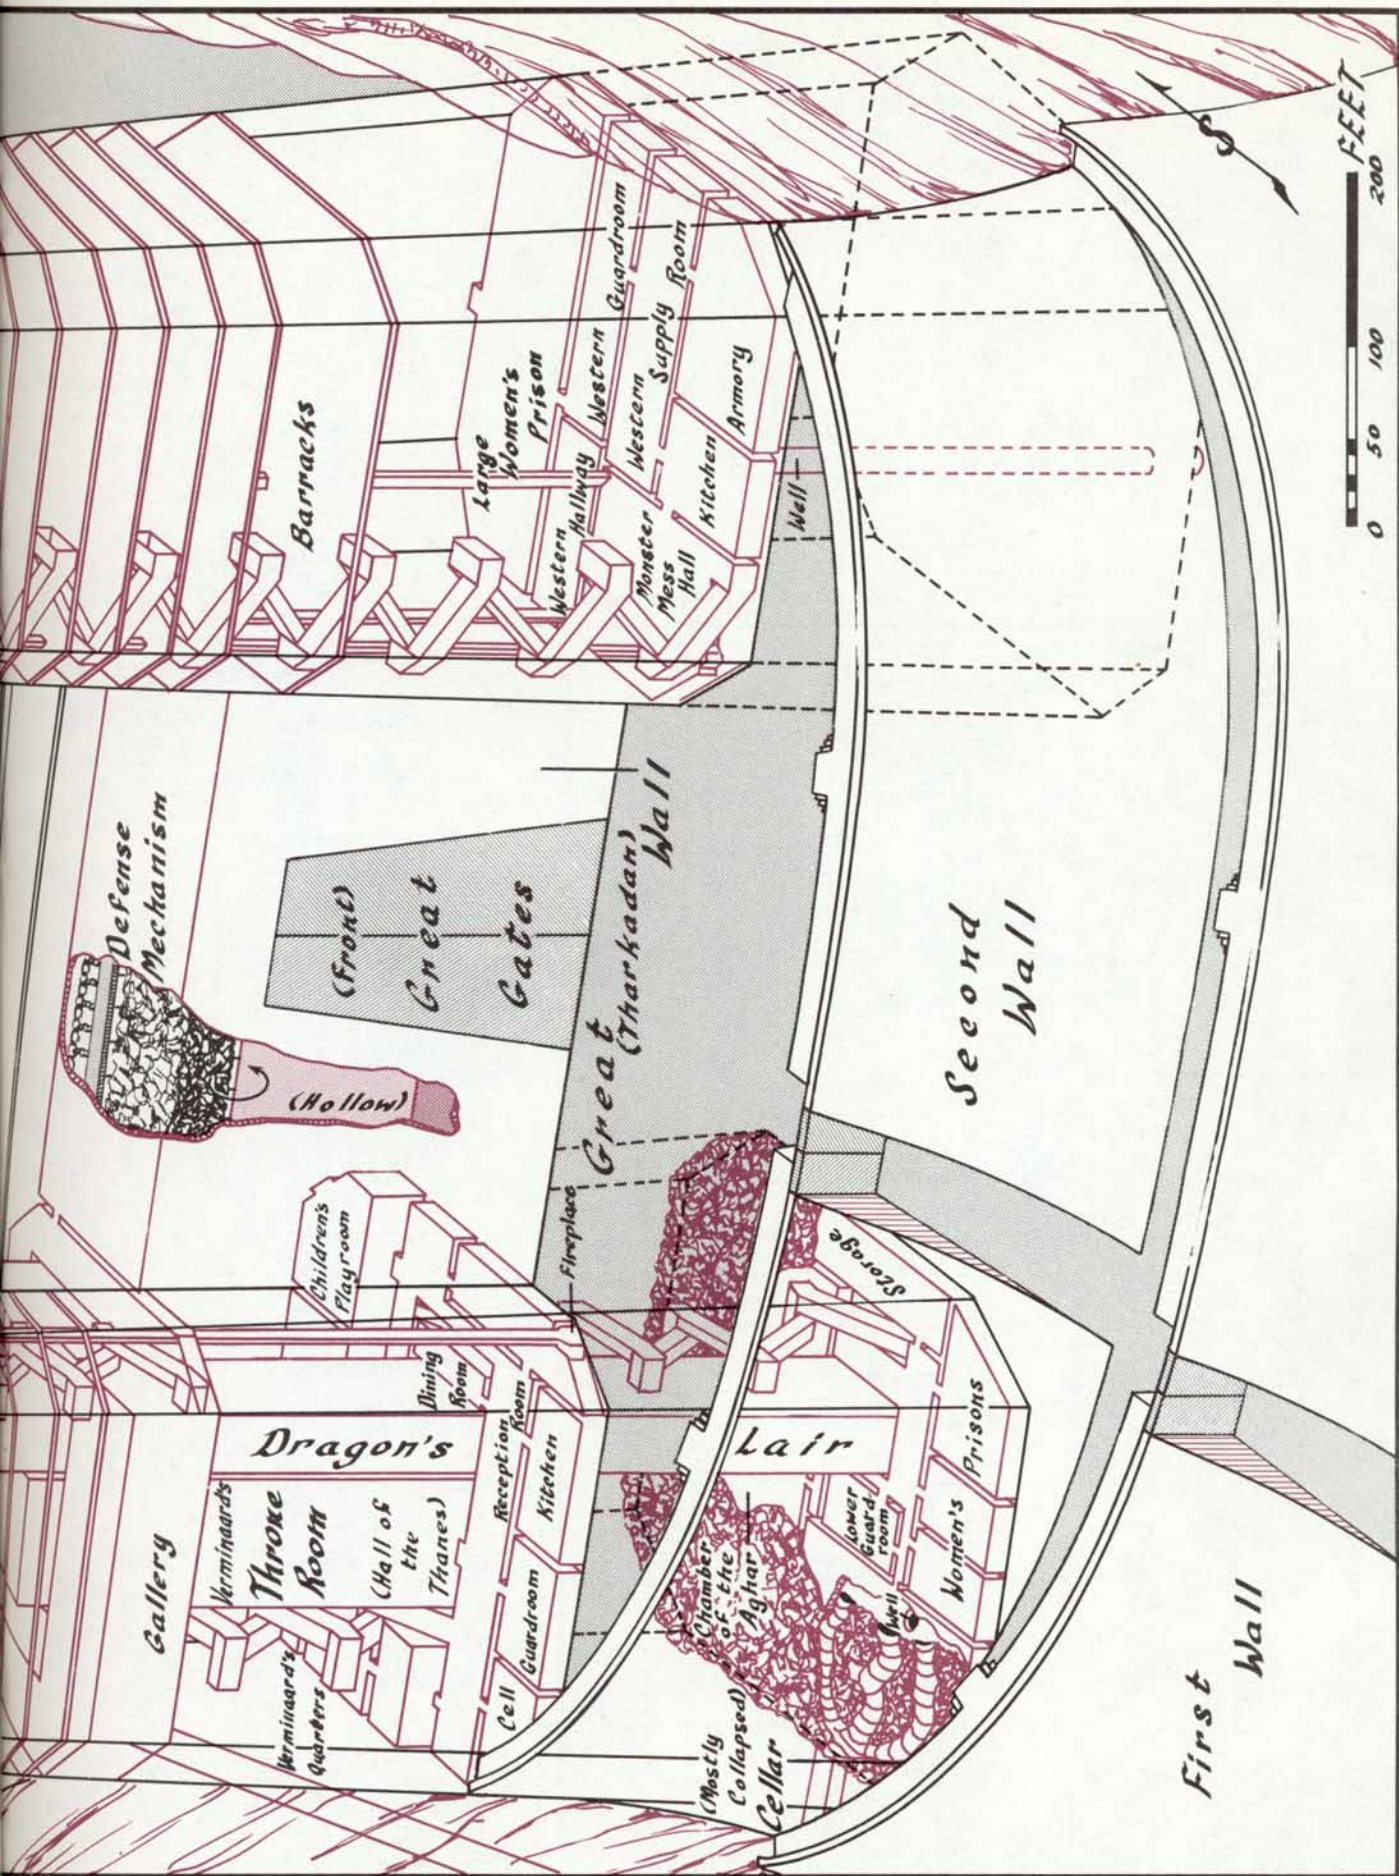 Barracks
Large
Women's
Prison
Western
Hallway
Western
Guardroom
Western
Supply
Room
Monster
Mess
Hall
Kitchen
Armory
Well
Defense
Mechanism
(Hollow)
(Front)
Great
Gates
Great
(Tharkadan)
Wall
Second
Wall
Children's
Playroom
Fireplace
Storage
Gallery
Verminaard's
Throne
Room
(Hall of
the
Thanes)
Verminaard's
Quarters
Dragon's
Lair
Dining
Room
Reception
Room
Kitchen
Guardroom
Cell
Chamber
of the
Aghar
Lower
Guard-
room
Well
Women's
Prisons
(Mostly
Collapsed)
Cellar
First
Wall
S
0 50 100 200
FEET